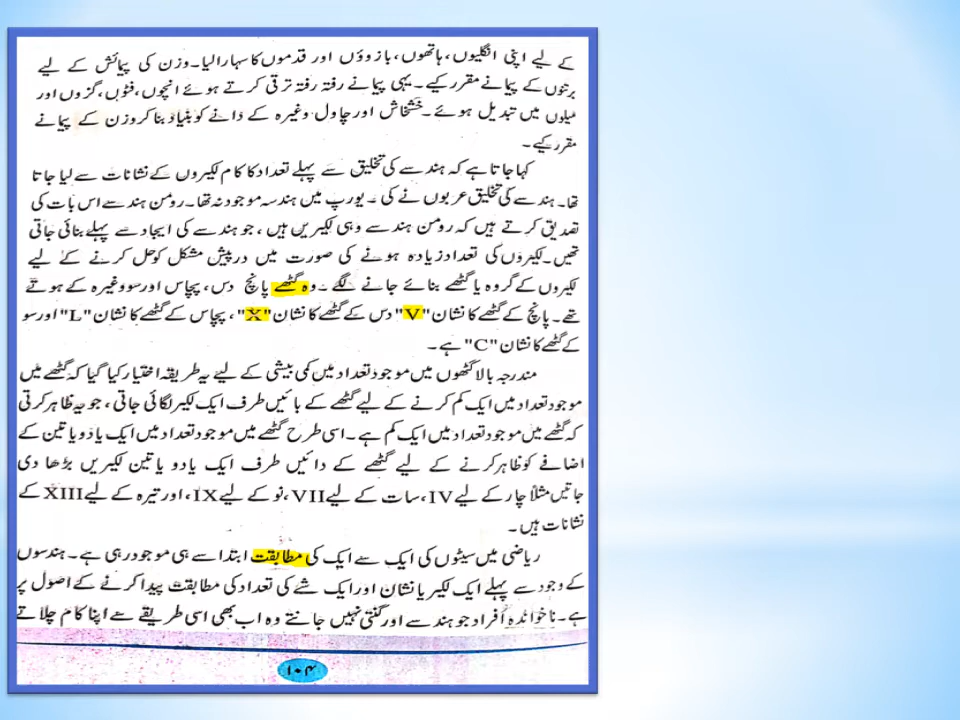 کے لیے اپنی انگلیوں، ہاتھوں، بازوؤں اور قدموں کا سہارا لیا۔ وزن کی پیمائش کے لیے
برتنوں کے پیمانے مقرر کیے۔ یہی پیمانے رفتہ رفتہ ترقی کرتے ہوئے انچوں، فٹوں، گزوں اور
میلوں میں تبدیل ہوئے۔ خشخاش اور چاول وغیرہ کے دانے کو بنیاد بنا کر وزن کے پیمانے
مقرر کیے۔
کہا جاتا ہے کہ ہندسے کی تخلیق سے پہلے تعداد کا کام لکیروں کے نشانات سے لیا جاتا
تھا۔ ہندسے کی تخلیق عربوں نے کی۔ یورپ میں ہندسہ موجود نہ تھا۔ رومن ہندسے اس بات کی
تصدیق کرتے ہیں کہ رومن ہندسے وہی لکیریں ہیں، جو ہندسے کی ایجاد سے پہلے بنائی جاتی
تھیں۔ لکیروں کی تعداد زیادہ ہونے کی صورت میں درپیش مشکل کو حل کرنے کے لیے
لکیروں کے گروہ یا گٹھے بنائے جانے لگے۔ وہ گٹھے پانچ دس، پچاس اور سو وغیرہ کے ہوتے
تھے۔ پانچ کے گٹھے کا نشان "V" دس کے گٹھے کا نشان "X"، پچاس کے گٹھے کا نشان "L" اور سو
کے گٹھے کا نشان "C" ہے۔
مندرجہ بالا گٹھوں میں موجود تعداد میں کمی بیشی کے لیے یہ طریقہ اختیار کیا گیا کہ گٹھے میں
موجود تعداد میں ایک کم کرنے کے لیے گٹھے کے بائیں طرف ایک لکیر لگائی جاتی، جو یہ ظاہر کرتی
کہ گٹھے میں موجود تعداد میں ایک کم ہے۔ اسی طرح گٹھے میں موجود تعداد میں ایک یا دو یا تین کے
اضافے کو ظاہر کرنے کے لیے گٹھے کے دائیں طرف ایک یا دو یا تین لکیریں بڑھا دی
جاتیں مثلاً چار کے لیے IV، سات کے لیے VII، نو کے لیے IX، اور تیرہ کے لیے XIII کے
نشانات ہیں۔
ریاضی میں سیٹوں کی ایک سے ایک کی مطابقت ابتدا سے ہی موجود رہی ہے۔ ہندسوں
کے وجود سے پہلے ایک لکیر یا نشان اور ایک شے کی تعداد کی مطابقت پیدا کرنے کے اصول پر
ہے۔ ناخواندہ افراد جو ہندسے اور گنتی نہیں جانتے وہ اب بھی اسی طریقے سے اپنا کام چلاتے
۱۰۴